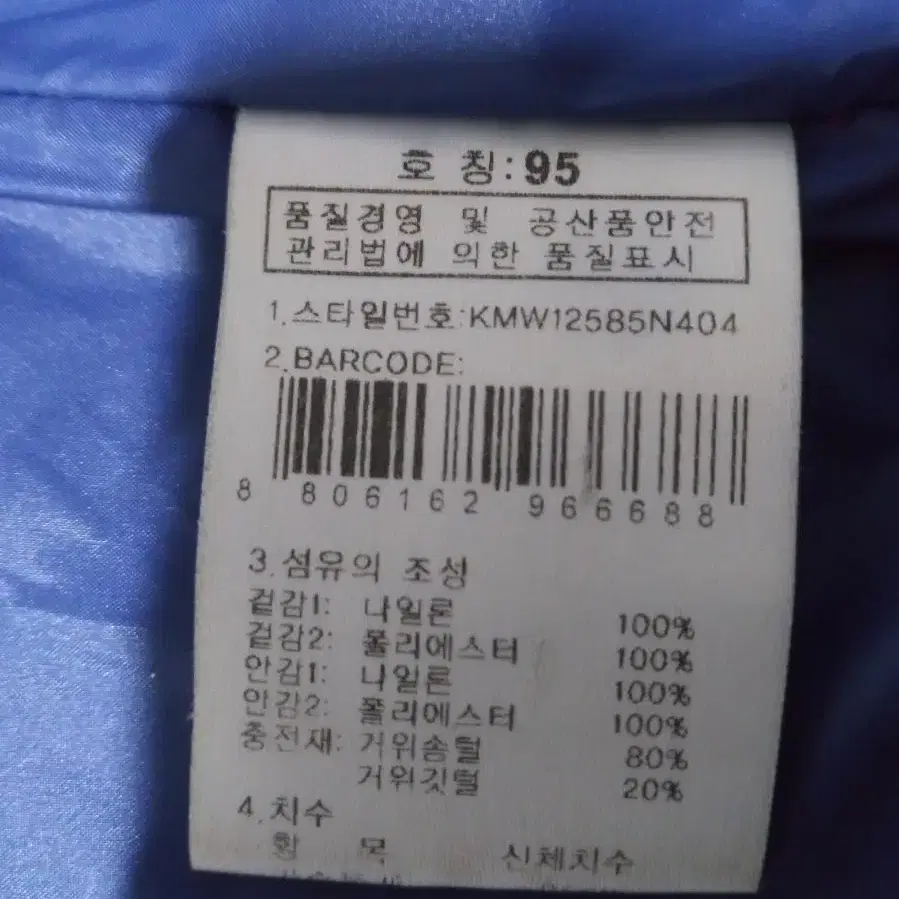 호 칭:95
품질경영 및 공산품안전
관리법에 의한 품질표시
1.스타일번호:KMW12585N404
2.BARCODE:
8 806162 966688
3.섬유의 조성
겉감1: 나일론 100%
겉감2: 폴리에스터 100%
안감1: 나일론 100%
안감2: 폴리에스터 100%
충전재: 거위솜털 80%
거위깃털 20%
4.치수
항 목 신체치수